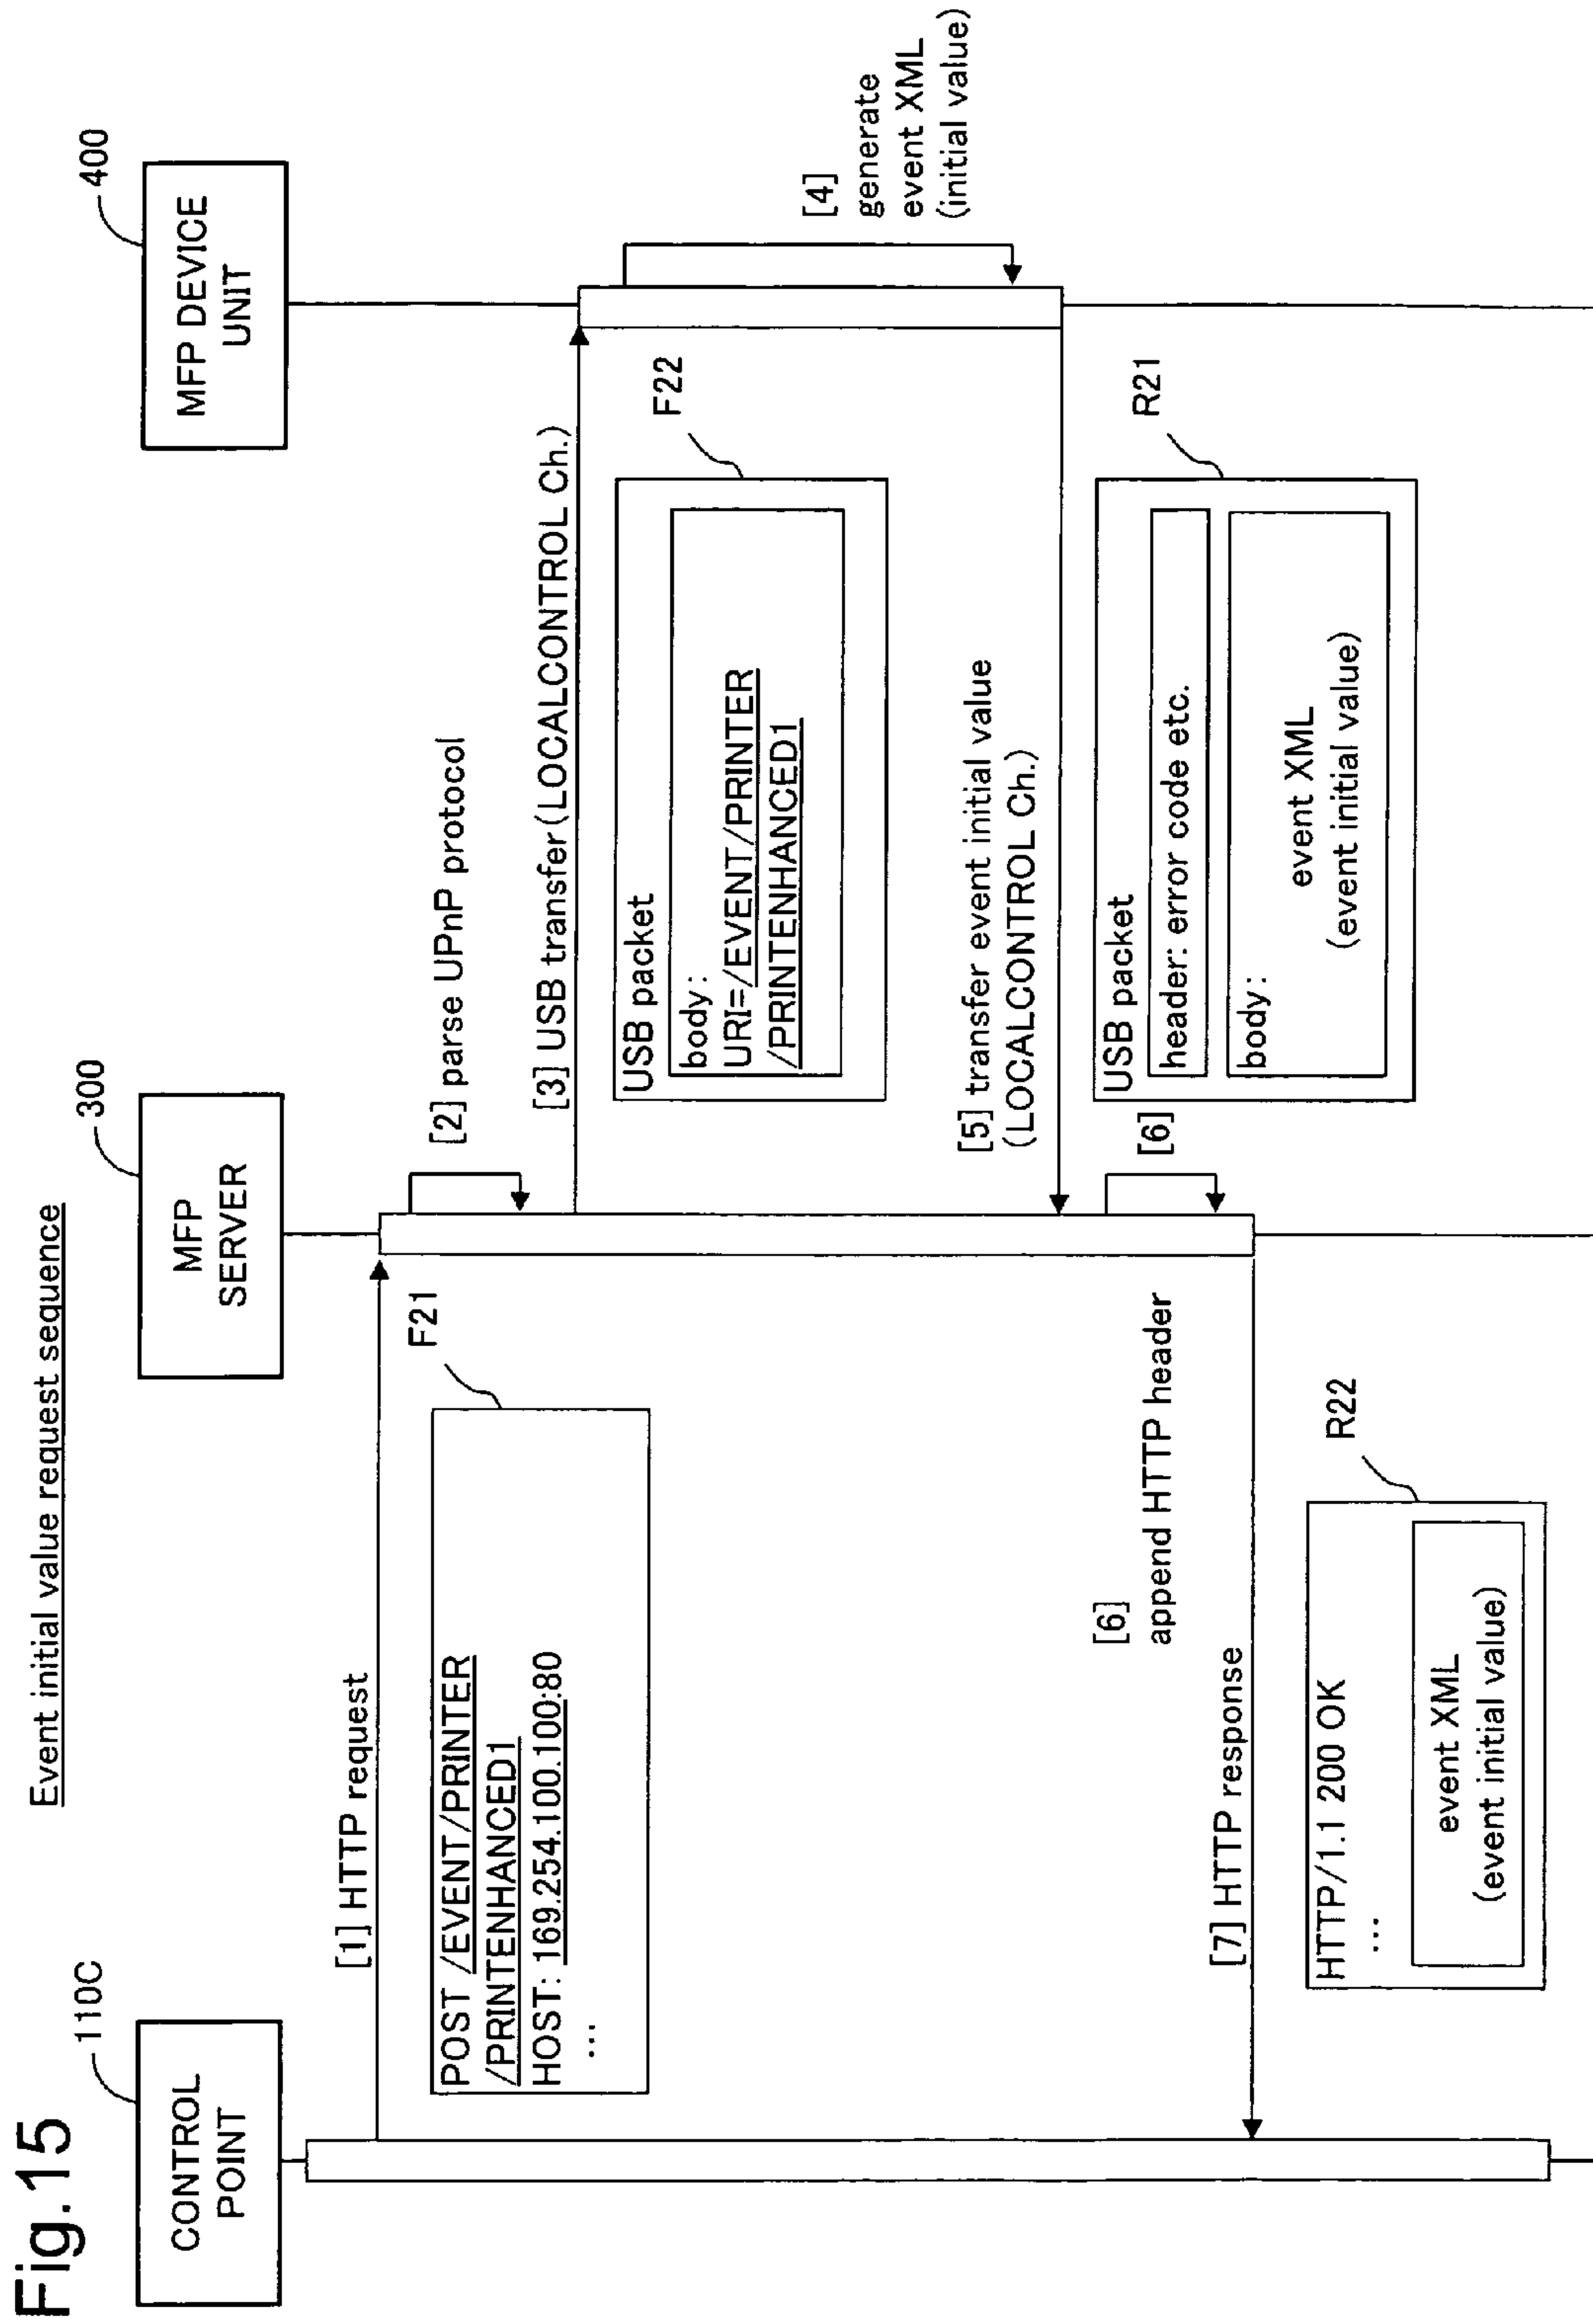 Fig.15
Event initial value request sequence
110C
CONTROL
POINT
300
MFP
SERVER
400
MFP DEVICE
UNIT
[1] HTTP request
F21
POST /EVENT/PRINTER
/PRINTENHANCED1
HOST: 169.254.100.100:80
...
[2] parse UPnP protocol
[3] USB transfer(LOCALCONTROL Ch.)
F22
USB packet
body:
URI=/EVENT/PRINTER
/PRINTENHANCED1
[4]
generate
event XML
(initial value)
[5] transfer event initial value
(LOCALCONTROL Ch.)
R21
USB packet
header: error code etc.
body:
event XML
(event initial value)
[6]
[6]
append HTTP header
[7] HTTP response
R22
HTTP/1.1 200 OK
...
event XML
(event initial value)